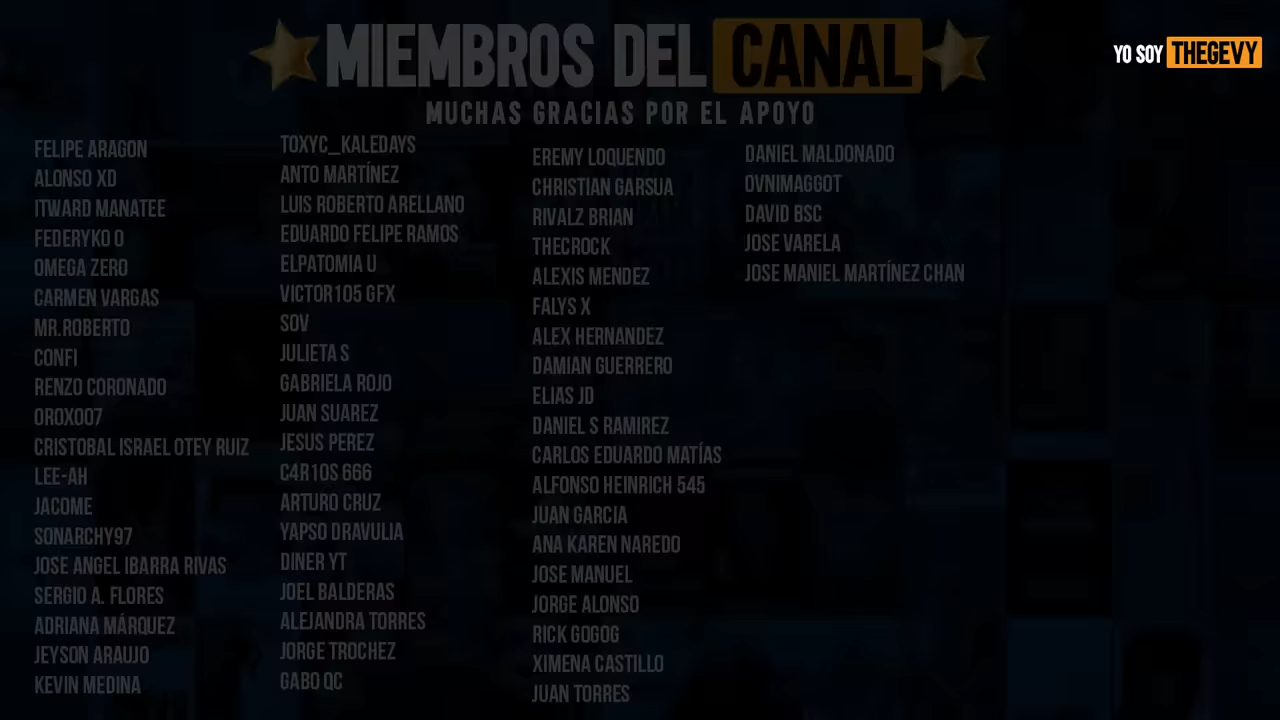 MIEMBROS DEL CANAL
YO SOY THEGEVY
MUCHAS GRACIAS POR EL APOYO
FELIPE ARAGON
ALONSO XD
ITWARD MANATEE
FEDERYKO O
OMEGA ZERO
CARMEN VARGAS
MR.ROBERTO
CONFI
RENZO CORONADO
OROX007
CRISTOBAL ISRAEL OTEY RUIZ
LEE-AH
JACOME
SONARCHY97
JOSE ANGEL IBARRA RIVAS
SERGIO A. FLORES
ADRIANA MÁRQUEZ
JEYSON ARAUJO
KEVIN MEDINA
TOXYC_KALEDAYS
ANTO MARTÍNEZ
LUIS ROBERTO ARELLANO
EDUARDO FELIPE RAMOS
ELPATOMIA U
VICTOR105 GFX
SOV
JULIETA S
GABRIELA ROJO
JUAN SUAREZ
JESUS PEREZ
C4R10S 666
ARTURO CRUZ
YAPSO DRAVULIA
DINER YT
JOEL BALDERAS
ALEJANDRA TORRES
JORGE TROCHEZ
GABO QC
EREMY LOQUENDO
CHRISTIAN GARSUA
RIVALZ BRIAN
THECROCK
ALEXIS MENDEZ
FALYS X
ALEX HERNANDEZ
DAMIAN GUERRERO
ELIAS JD
DANIEL S RAMIREZ
CARLOS EDUARDO MATÍAS
ALFONSO HEINRICH 545
JUAN GARCIA
ANA KAREN NAREDO
JOSE MANUEL
JORGE ALONSO
RICK GOGOG
XIMENA CASTILLO
JUAN TORRES
DANIEL MALDONADO
OVNIMAGGOT
DAVID BSC
JOSE VARELA
JOSE MANIEL MARTÍNEZ CHAN